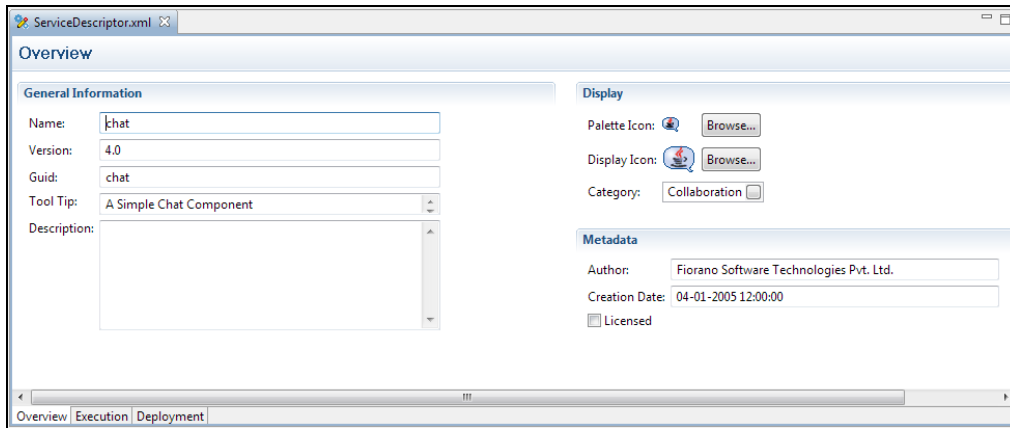 ServiceDescriptor.xml
Overview
General Information
Name: chat
Version: 4.0
Guid: chat
Tool Tip: A Simple Chat Component
Description:
Display
Palette Icon: Browse...
Display Icon: Browse...
Category: Collaboration
Metadata
Author: Fiorano Software Technologies Pvt. Ltd.
Creation Date: 04-01-2005 12:00:00
Licensed
Overview Execution Deployment